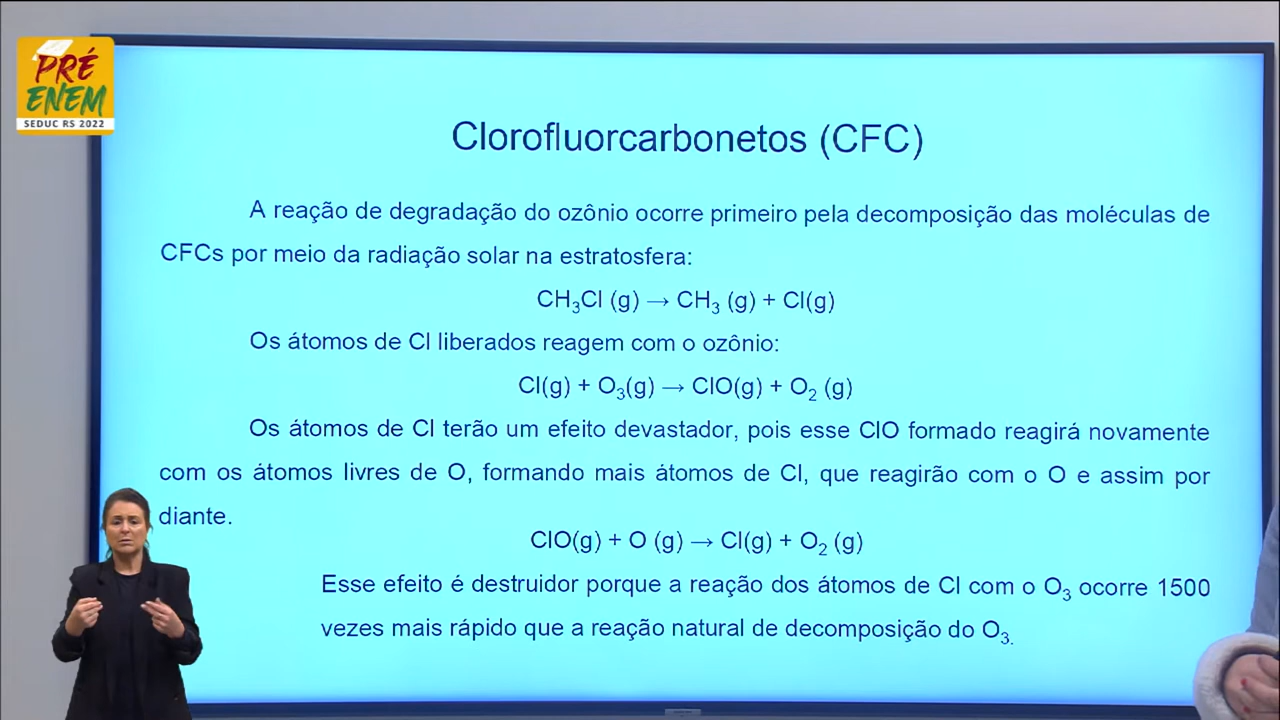 PRÉ
ENEM
SEDUC RS 2022
Clorofluorcarbonetos (CFC)
A reação de degradação do ozônio ocorre primeiro pela decomposição das moléculas de
CFCs por meio da radiação solar na estratosfera:
CH₃Cl (g) → CH₃ (g) + Cl(g)
Os átomos de Cl liberados reagem com o ozônio:
Cl(g) + O₃(g) → ClO(g) + O₂ (g)
Os átomos de Cl terão um efeito devastador, pois esse ClO formado reagirá novamente
com os átomos livres de O, formando mais átomos de Cl, que reagirão com o O e assim por
diante.
ClO(g) + O (g) → Cl(g) + O₂ (g)
Esse efeito é destruidor porque a reação dos átomos de Cl com o O₃ ocorre 1500
vezes mais rápido que a reação natural de decomposição do O₃.